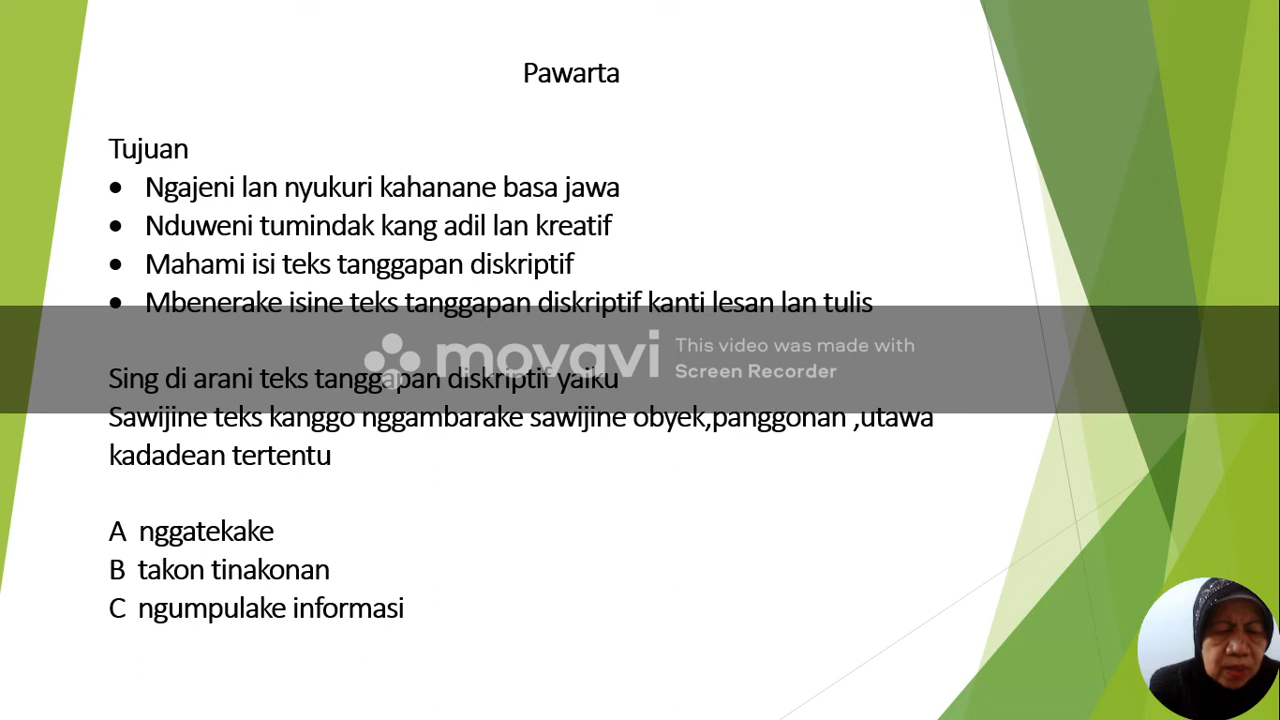 Pawarta
Tujuan
• Ngajeni lan nyukuri kahanane basa jawa
• Nduweni tumindak kang adil lan kreatif
• Mahami isi teks tanggapan diskriptif
• Mbenerake isine teks tanggapan diskriptif kanti lesan lan tulis
movavi
This video was made with
Screen Recorder
Sing di arani teks tanggapan diskriptif yaiku
Sawijine teks kanggo nggambarake sawijine obyek,panggonan ,utawa
kadadean tertentu
A nggatekake
B takon tinakonan
C ngumpulake informasi